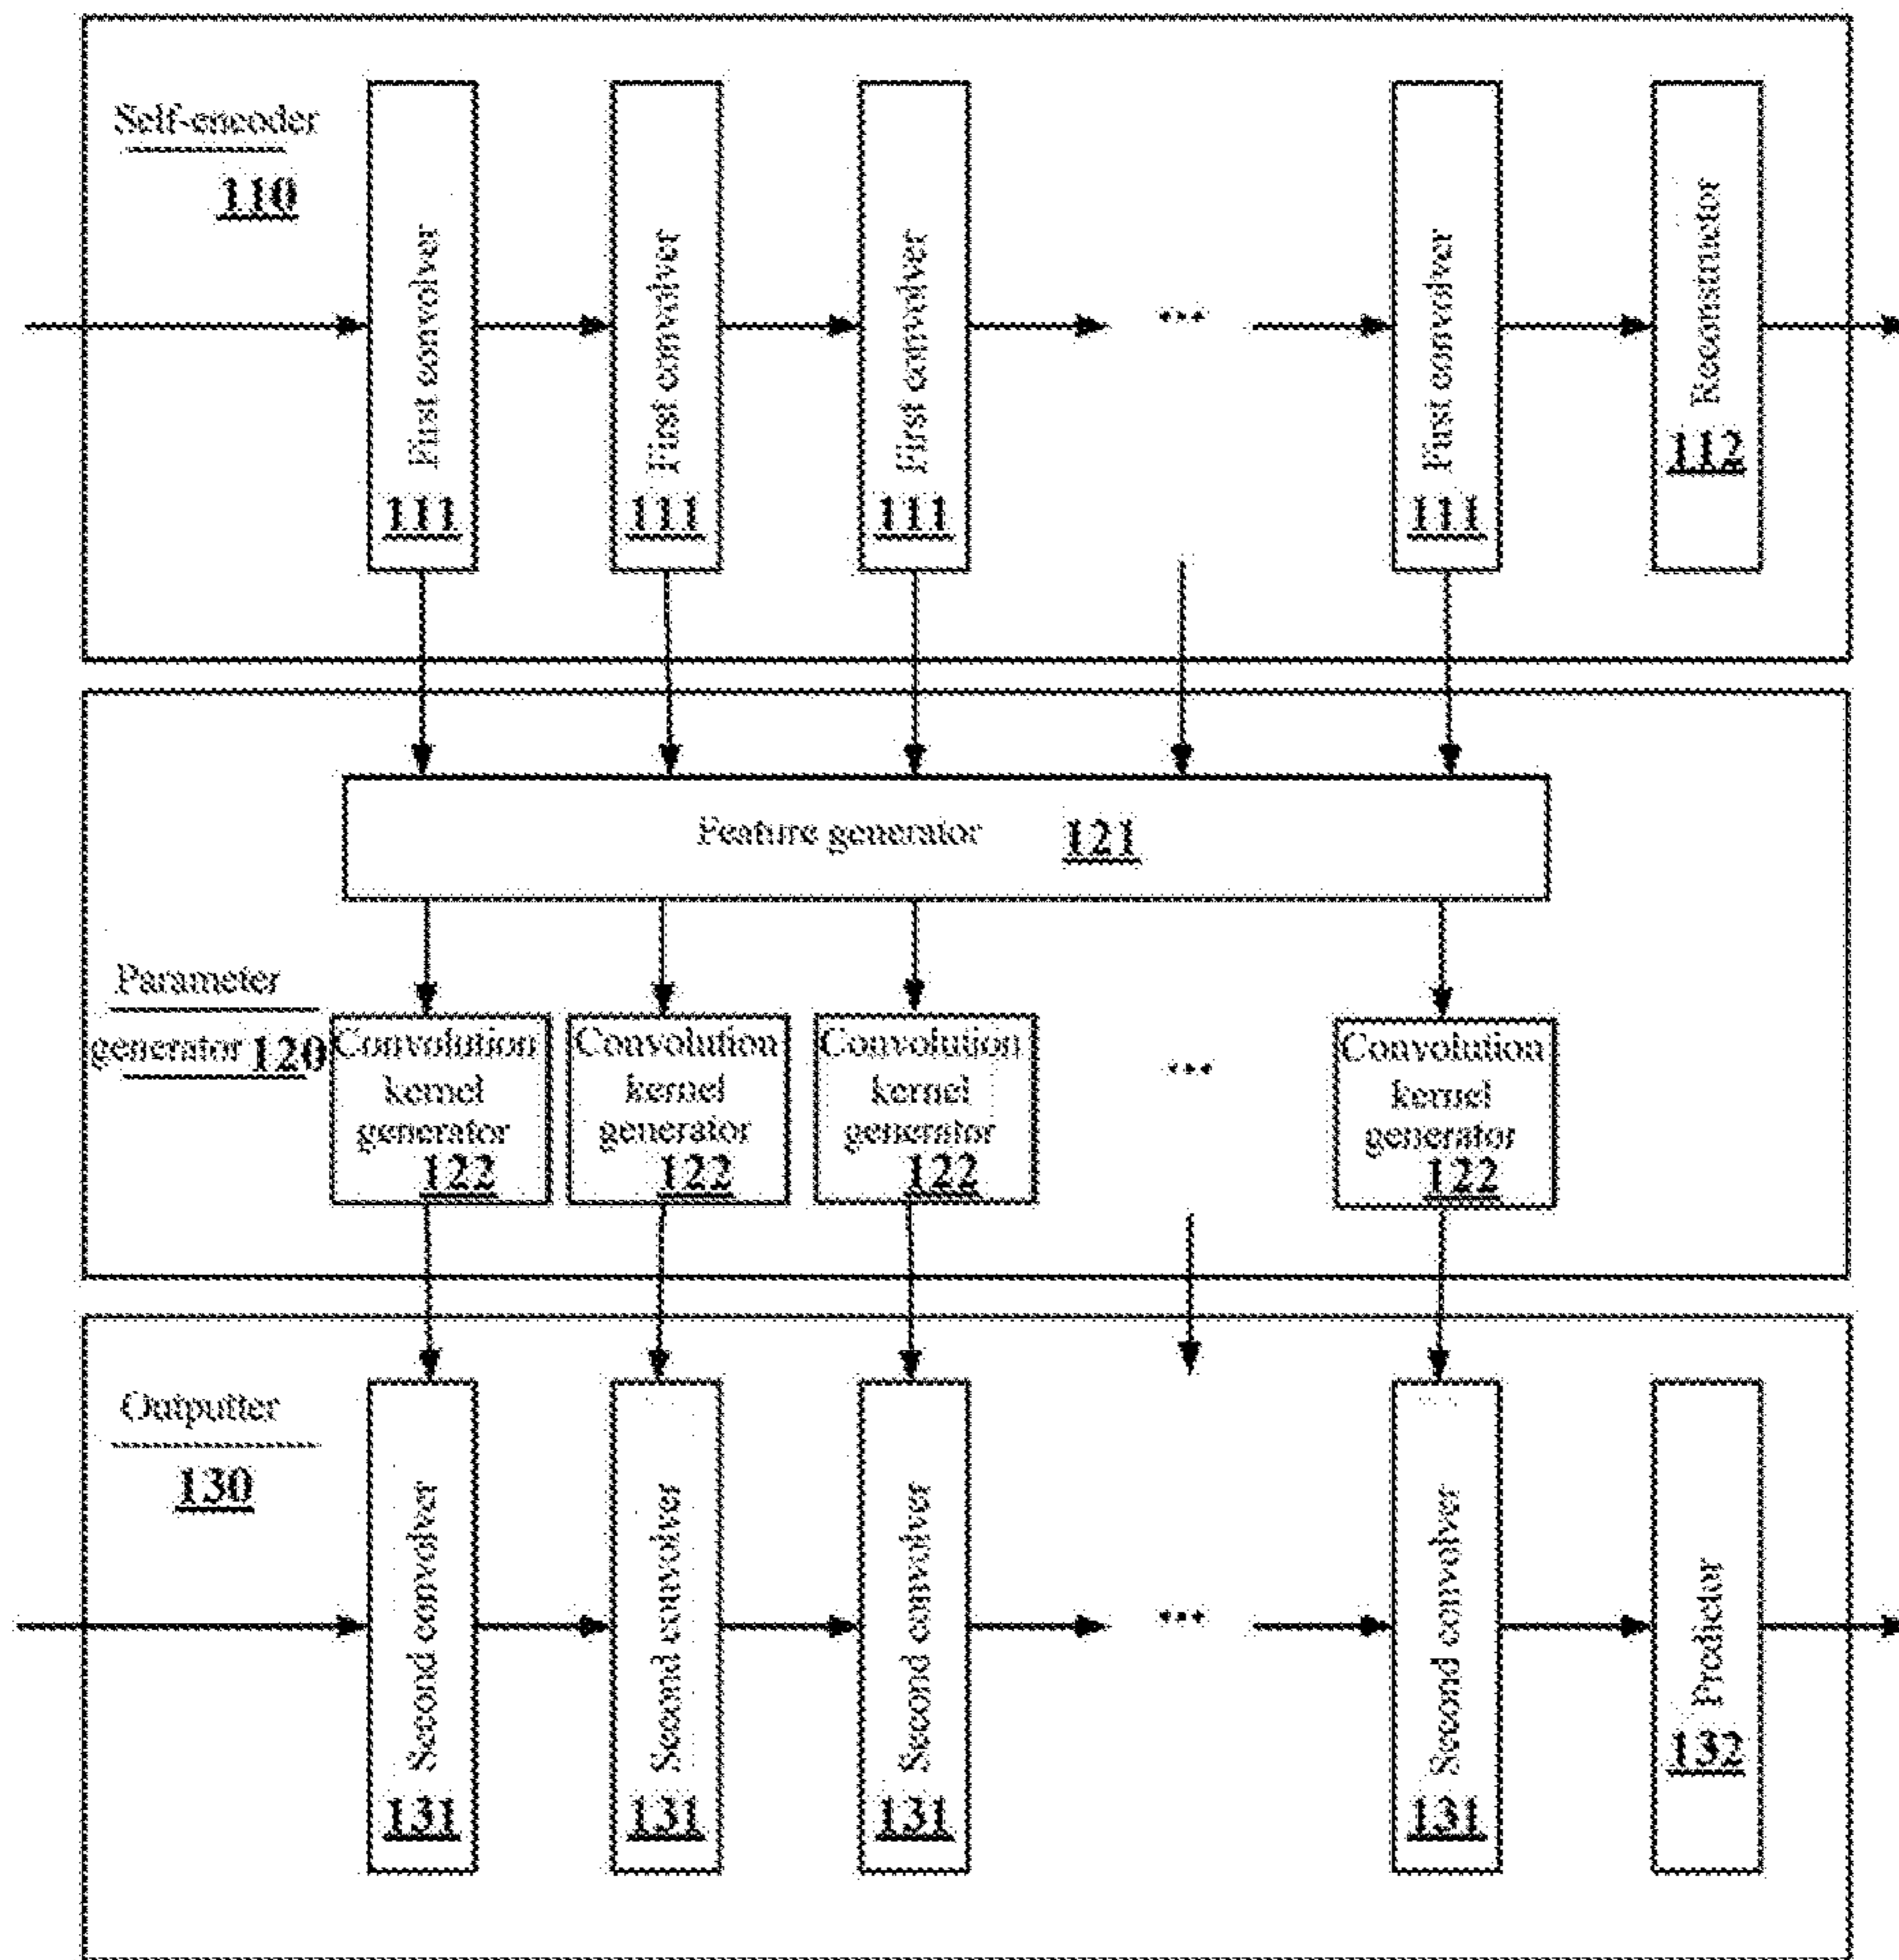 Self-encoder
110
First convolver
111
First convolver
111
First convolver
111
...
First convolver
111
Reconstructor
112
Feature generator 121
Parameter
generator 120
Convolution
kernel
generator
122
Convolution
kernel
generator
122
Convolution
kernel
generator
122
...
Convolution
kernel
generator
122
Outputter
130
Second convolver
131
Second convolver
131
Second convolver
131
...
Second convolver
131
Predictor
132